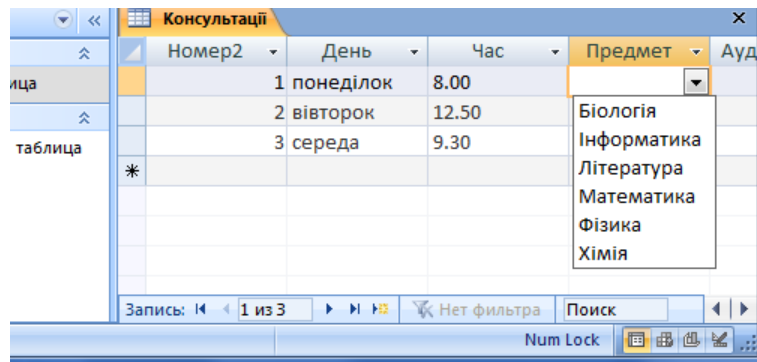 Консультації
Номер2 День Час Предмет Ауд
ица
1 понеділок 8.00
2 вівторок 12.50
таблица
3 середа 9.30
Біологія
Інформатика
Література
Математика
Фізика
Хімія
Запись: 1 из 3 Нет фильтра Поиск
Num Lock